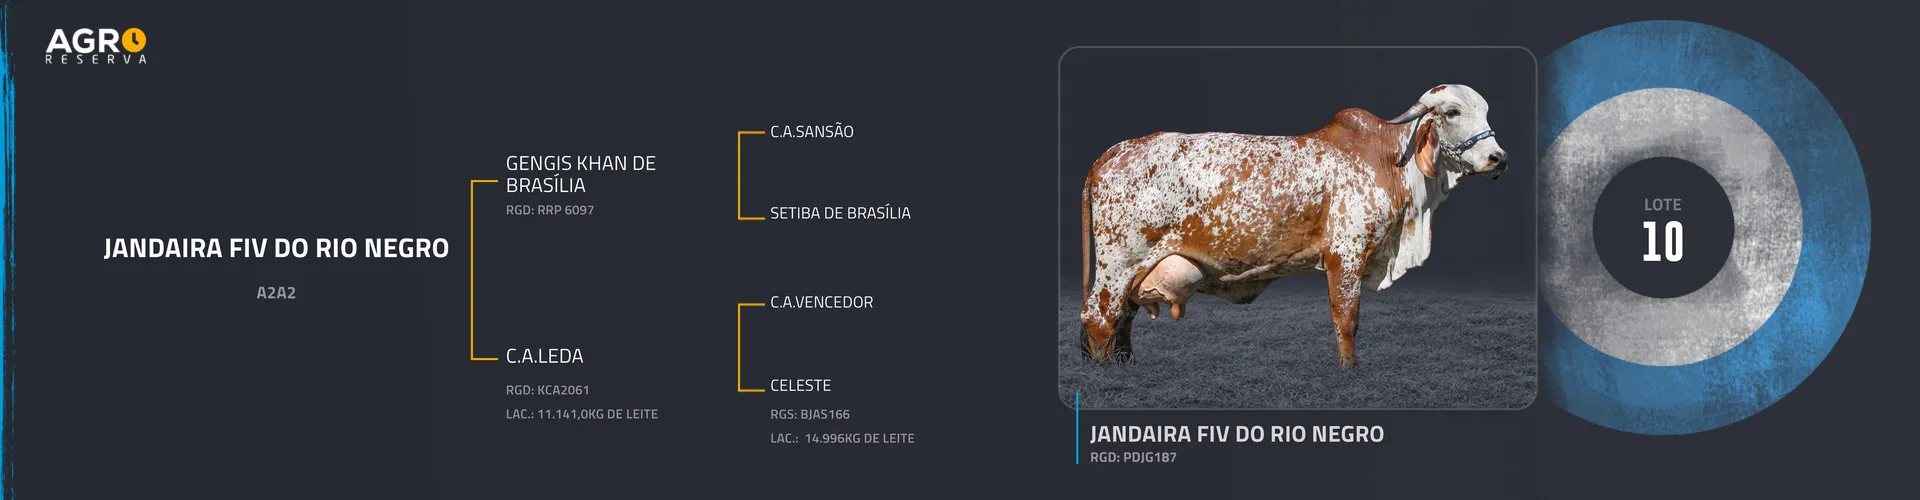 AGRO
RESERVA
JANDAIRA FIV DO RIO NEGRO
A2A2
GENGIS KHAN DE
BRASÍLIA
RGD: RRP 6097
C.A.LEDA
RGD: KCA2061
LAC.: 11.141,0KG DE LEITE
C.A.SANSÃO
SETIBA DE BRASÍLIA
C.A.VENCEDOR
CELESTE
RGS: BJAS166
LAC.: 14.996KG DE LEITE
JANDAIRA FIV DO RIO NEGRO
RGD: PDJG187
LOTE
10